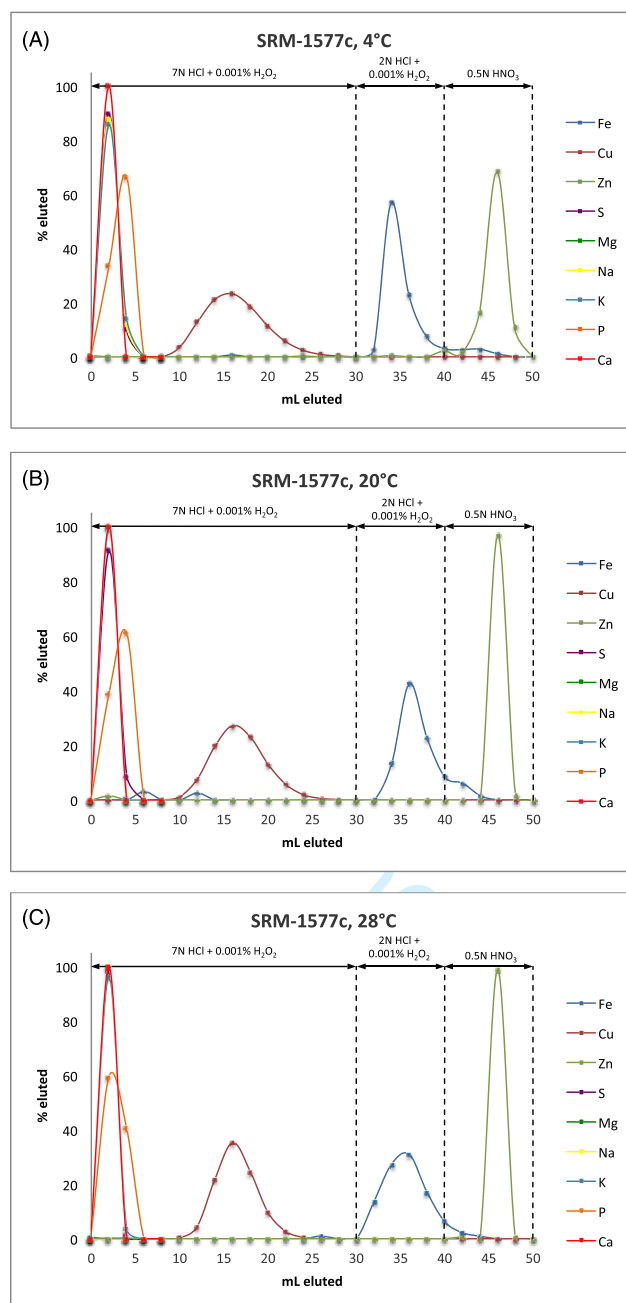 (A)
SRM-1577c, 4°C
7N HCl + 0.001% H₂O₂
2N HCl +
0.001% H₂O₂
0.5N HNO₃
% eluted
100
80
60
40
20
0
0 5 10 15 20 25 30 35 40 45 50
mL eluted
Fe
Cu
Zn
S
Mg
Na
K
P
Ca
(B)
SRM-1577c, 20°C
7N HCl + 0.001% H₂O₂
2N HCl +
0.001% H₂O₂
0.5N HNO₃
% eluted
100
80
60
40
20
0
0 5 10 15 20 25 30 35 40 45 50
mL eluted
Fe
Cu
Zn
S
Mg
Na
K
P
Ca
(C)
SRM-1577c, 28°C
7N HCl + 0.001% H₂O₂
2N HCl +
0.001% H₂O₂
0.5N HNO₃
% eluted
100
80
60
40
20
0
0 5 10 15 20 25 30 35 40 45 50
mL eluted
Fe
Cu
Zn
S
Mg
Na
K
P
Ca